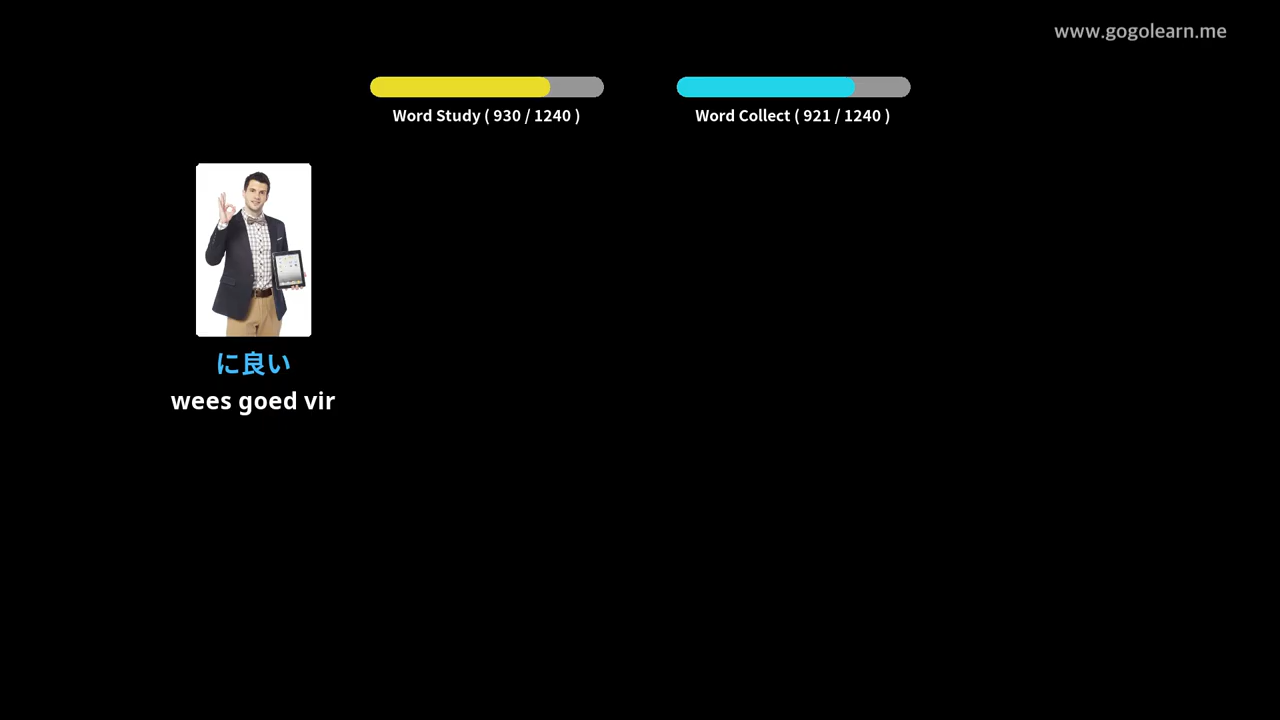 www.gogolearn.me
Word Study ( 930 / 1240 )
Word Collect ( 921 / 1240 )
に良い
wees goed vir